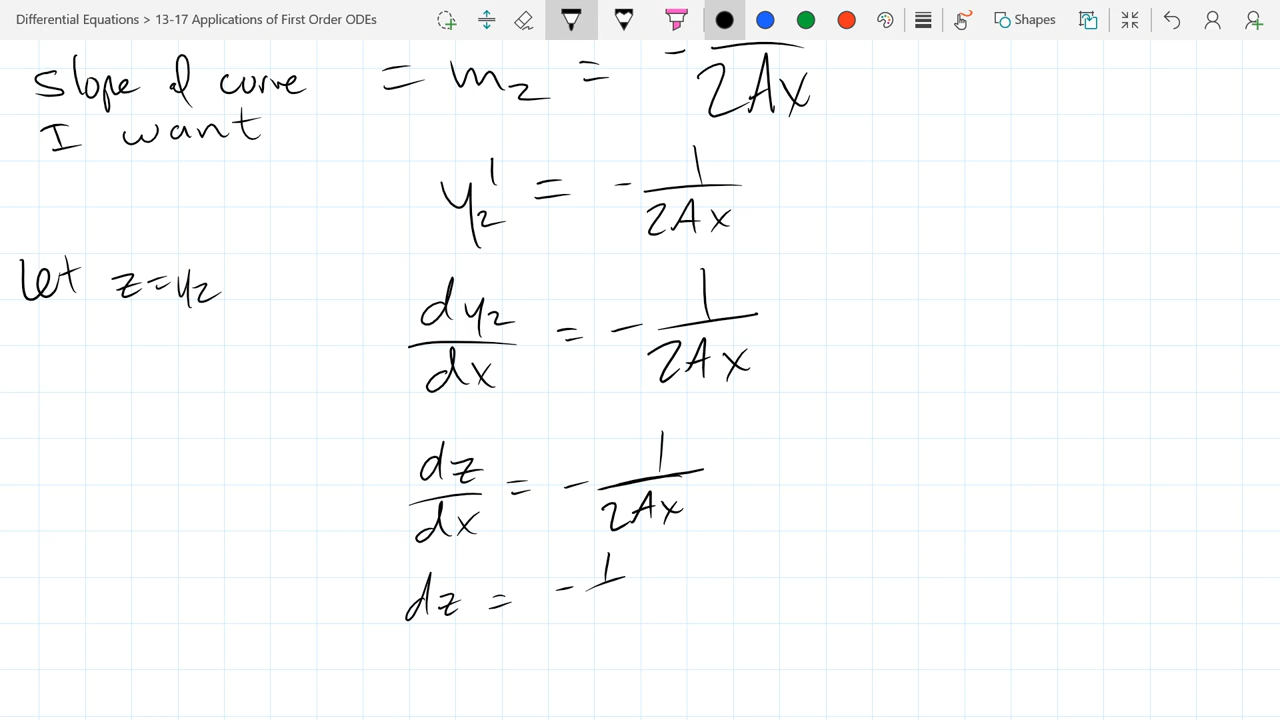 Differential Equations > 13-17 Applications of First Order ODEs
Shapes
slope of curve = m₂ = - 2Ax
I want
y₂' = - 1/2Ax
let z=y₂
dy₂/dx = - 1/2Ax
dz/dx = - 1/2Ax
dz = - 1